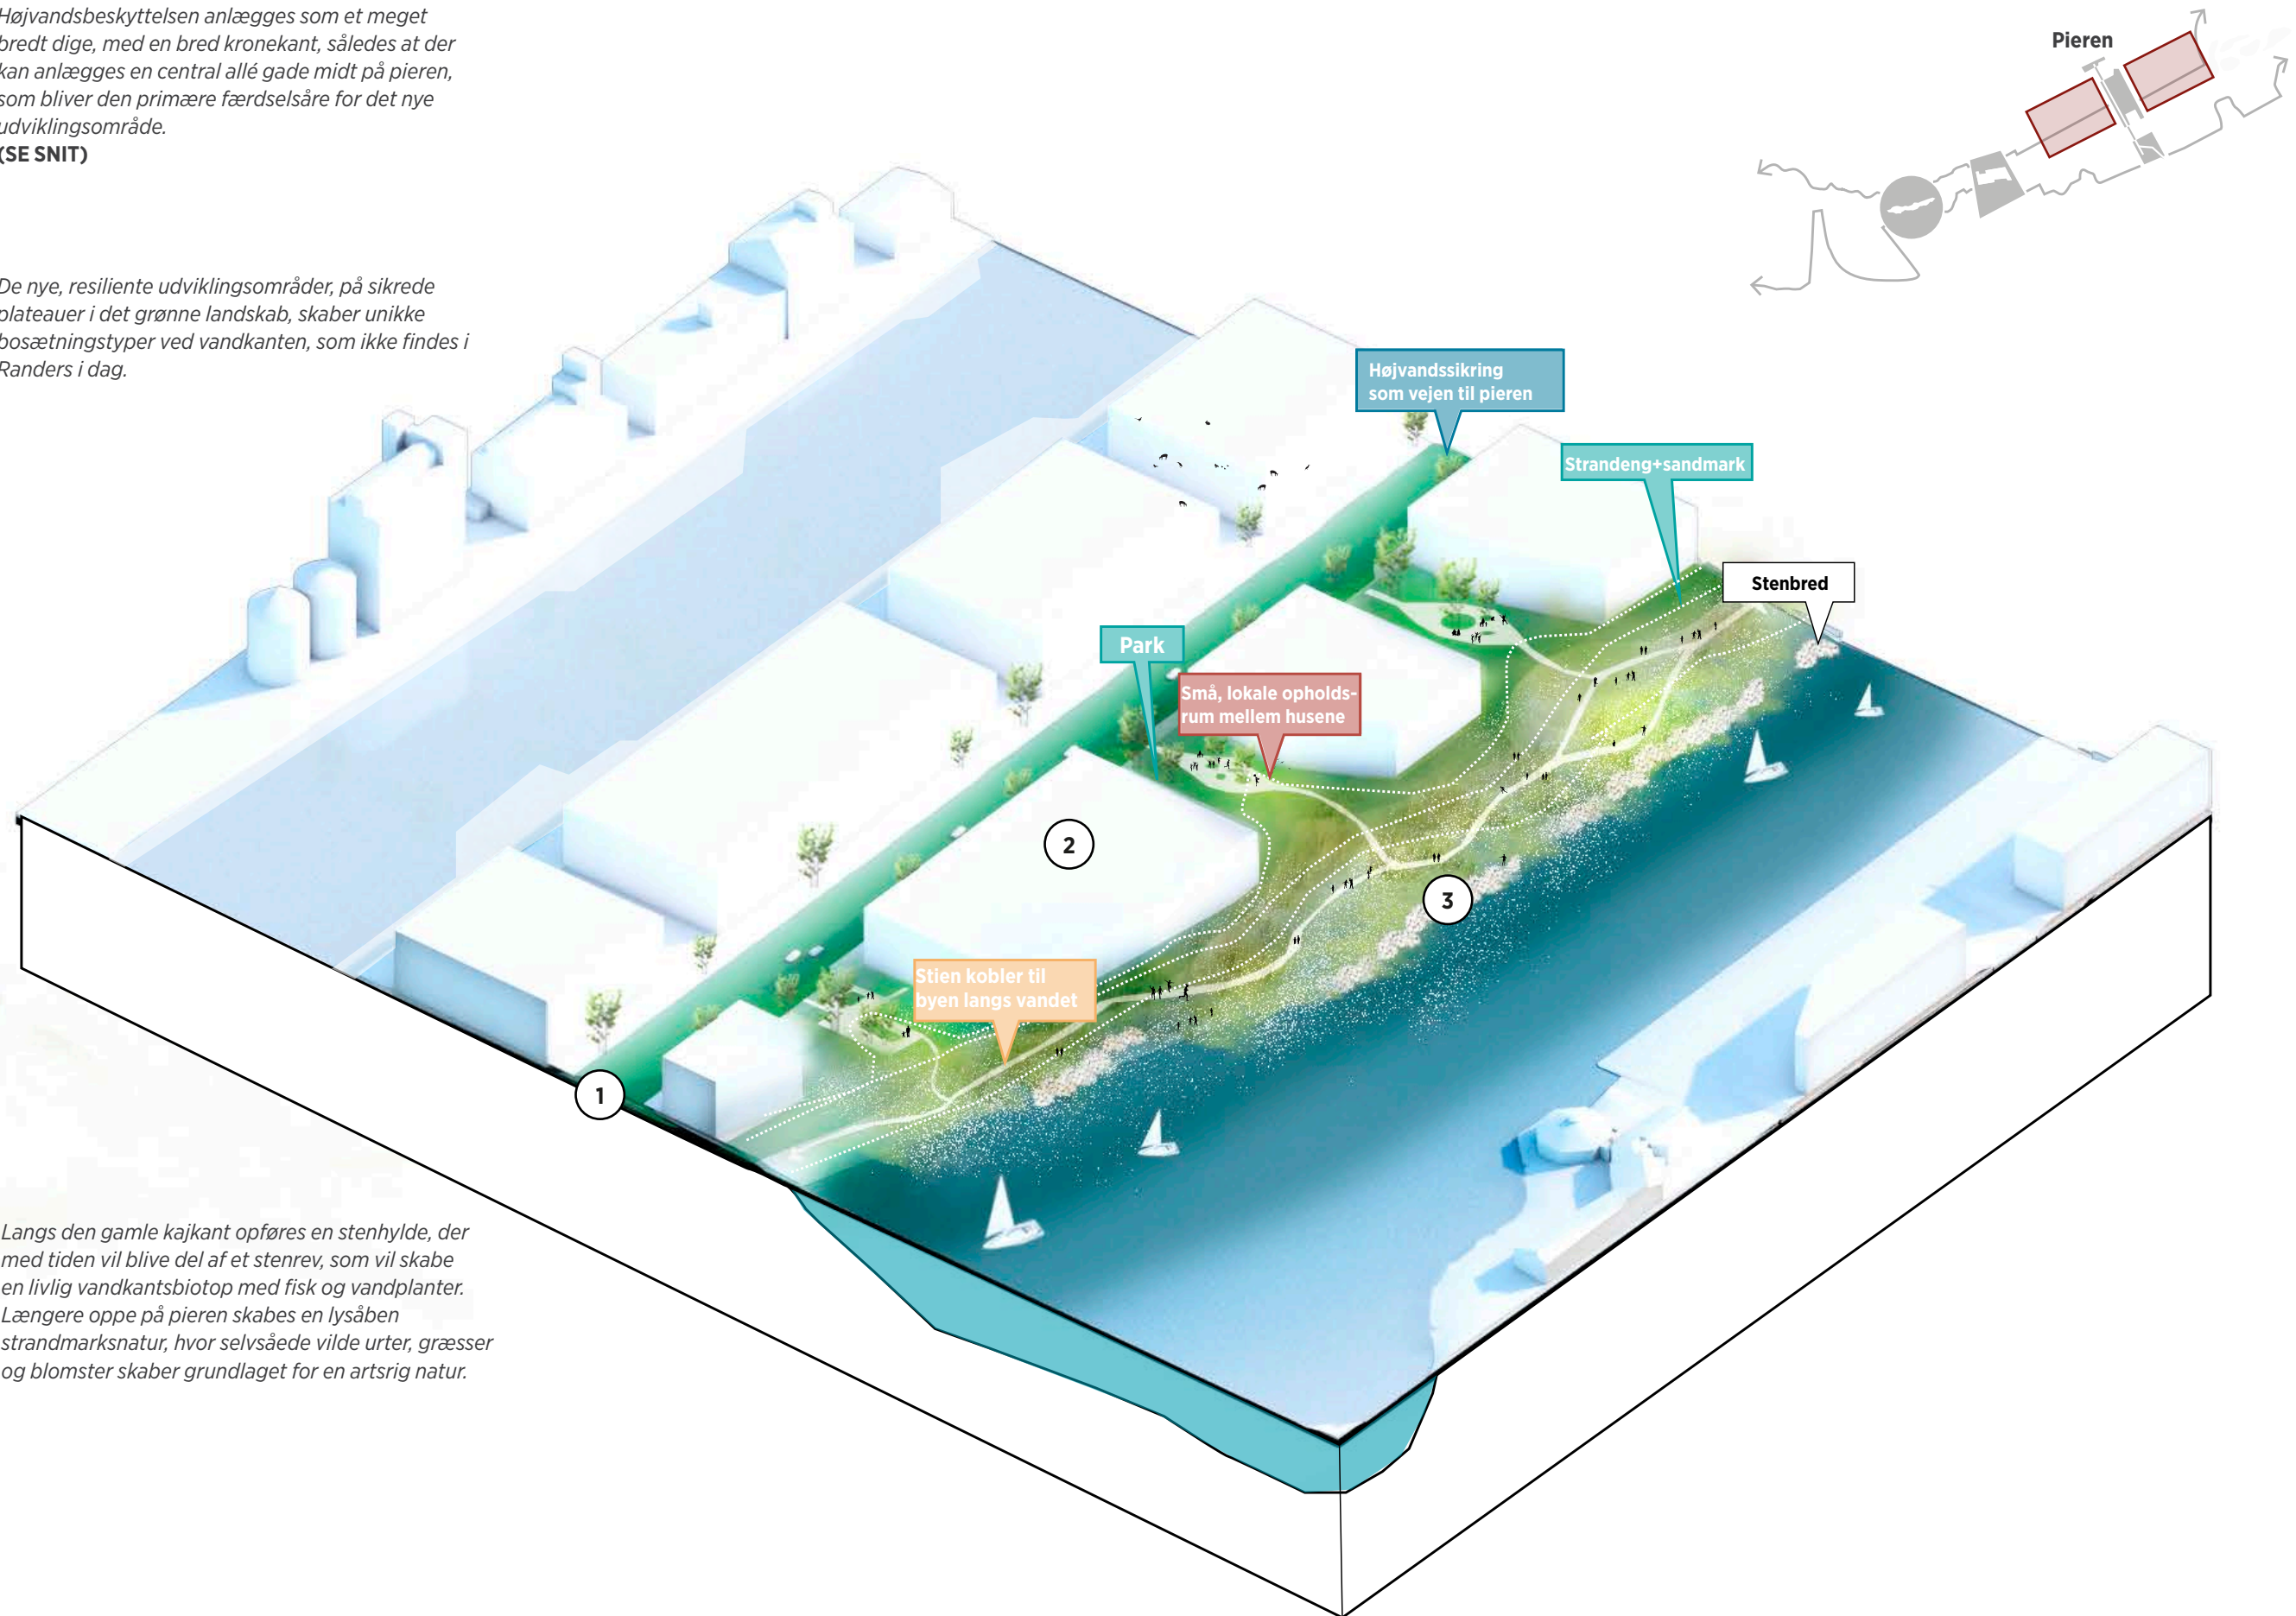 Højvandsbeskyttelsen anlægges som et meget
bredt dige, med en bred kronekant, således at der
kan anlægges en central allé gade midt på pieren,
som bliver den primære færdselsåre for det nye
udviklingsområde.
(SE SNIT)
De nye, resiliente udviklingsområder, på sikrede
plateauer i det grønne landskab, skaber unikke
bosætningstyper ved vandkanten, som ikke findes i
Randers i dag.
Pieren
Højvandssikring
som vejen til pieren
Strandeng+sandmark
Stenbred
Park
Små, lokale opholds-
rum mellem husene
2
3
Stien kobler til
byen langs vandet
1
Langs den gamle kajkant opføres en stenhylde, der
med tiden vil blive del af et stenrev, som vil skabe
en livlig vandkantsbiotop med fisk og vandplanter.
Længere oppe på pieren skabes en lysåben
strandmarksnatur, hvor selvsåede vilde urter, græsser
og blomster skaber grundlaget for en artsrig natur.